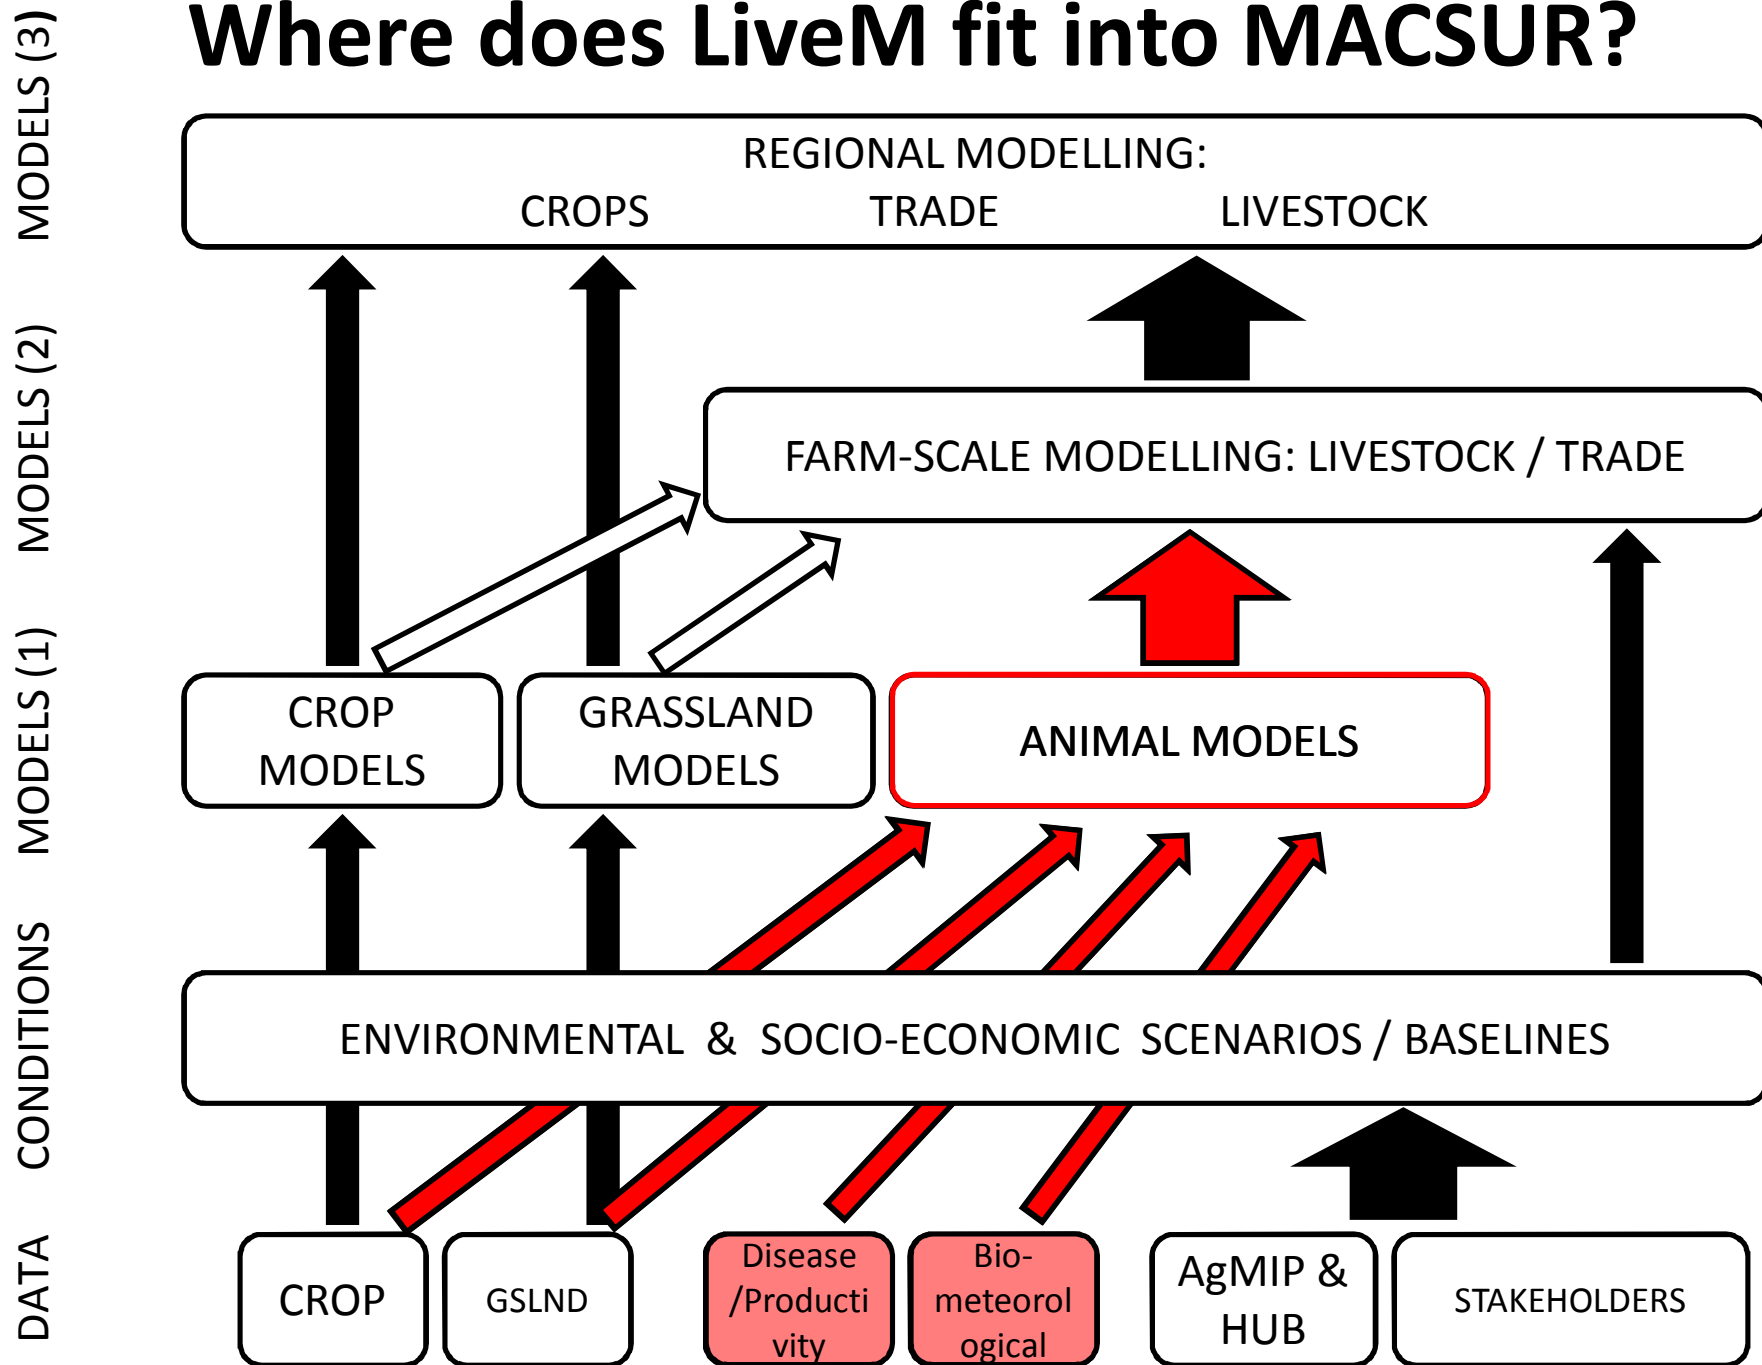 Where does LiveM fit into MACSUR?
MODELS (3)
REGIONAL MODELLING:
CROPS TRADE LIVESTOCK
MODELS (2)
FARM-SCALE MODELLING: LIVESTOCK / TRADE
MODELS (1)
CROP
MODELS
GRASSLAND
MODELS
ANIMAL MODELS
CONDITIONS
ENVIRONMENTAL & SOCIO-ECONOMIC SCENARIOS / BASELINES
DATA
CROP
GSLND
Disease
/Producti
vity
Bio-
meteorol
ogical
AgMIP &
HUB
STAKEHOLDERS